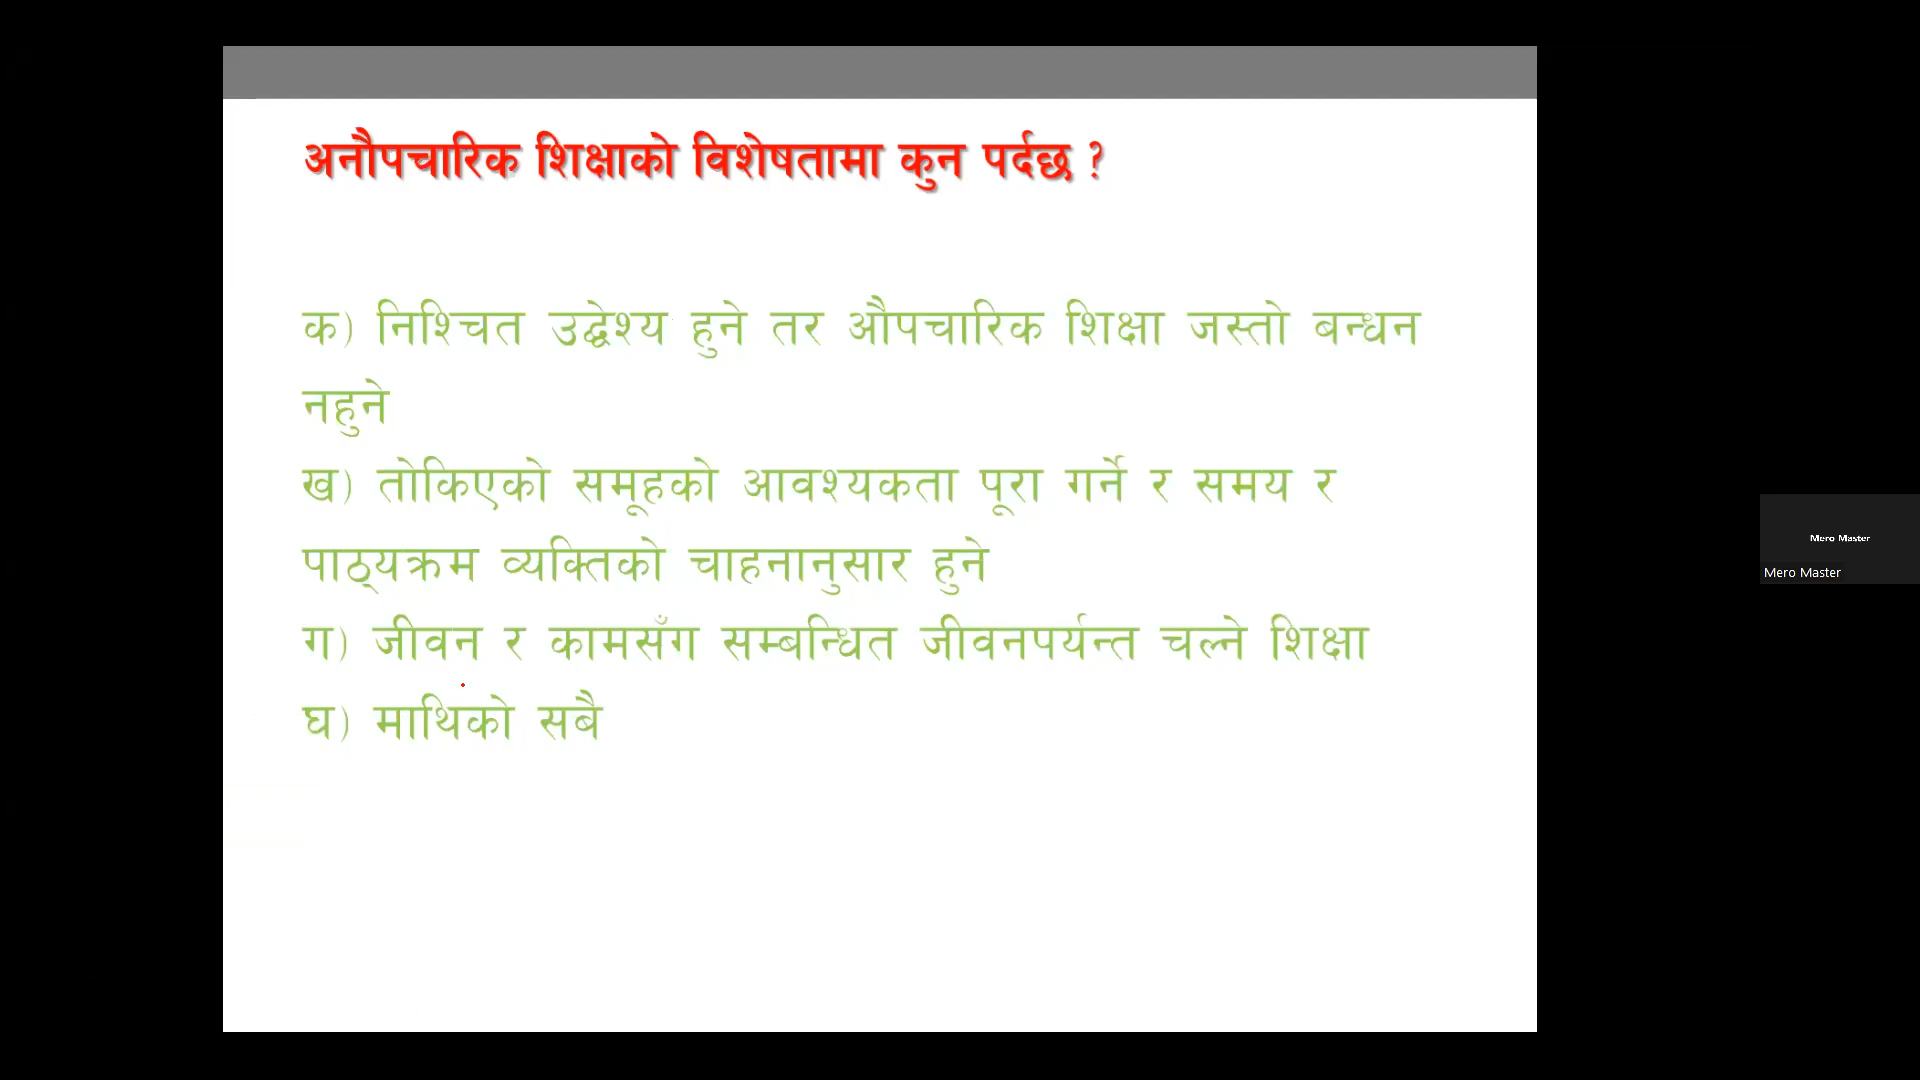 अनौपचारिक शिक्षाको विशेषतामा कुन पर्दछ ?
क) निश्चित उद्धेश्य हुने तर औपचारिक शिक्षा जस्तो बन्धन
नहुने
ख) तोकिएको समूहको आवश्यकता पूरा गर्ने र समय र
पाठ्यक्रम व्यक्तिको चाहनानुसार हुने
ग) जीवन र कामसँग सम्बन्धित जीवनपर्यन्त चल्ने शिक्षा
घ) माथिको सबै
Mero Master
Mero Master